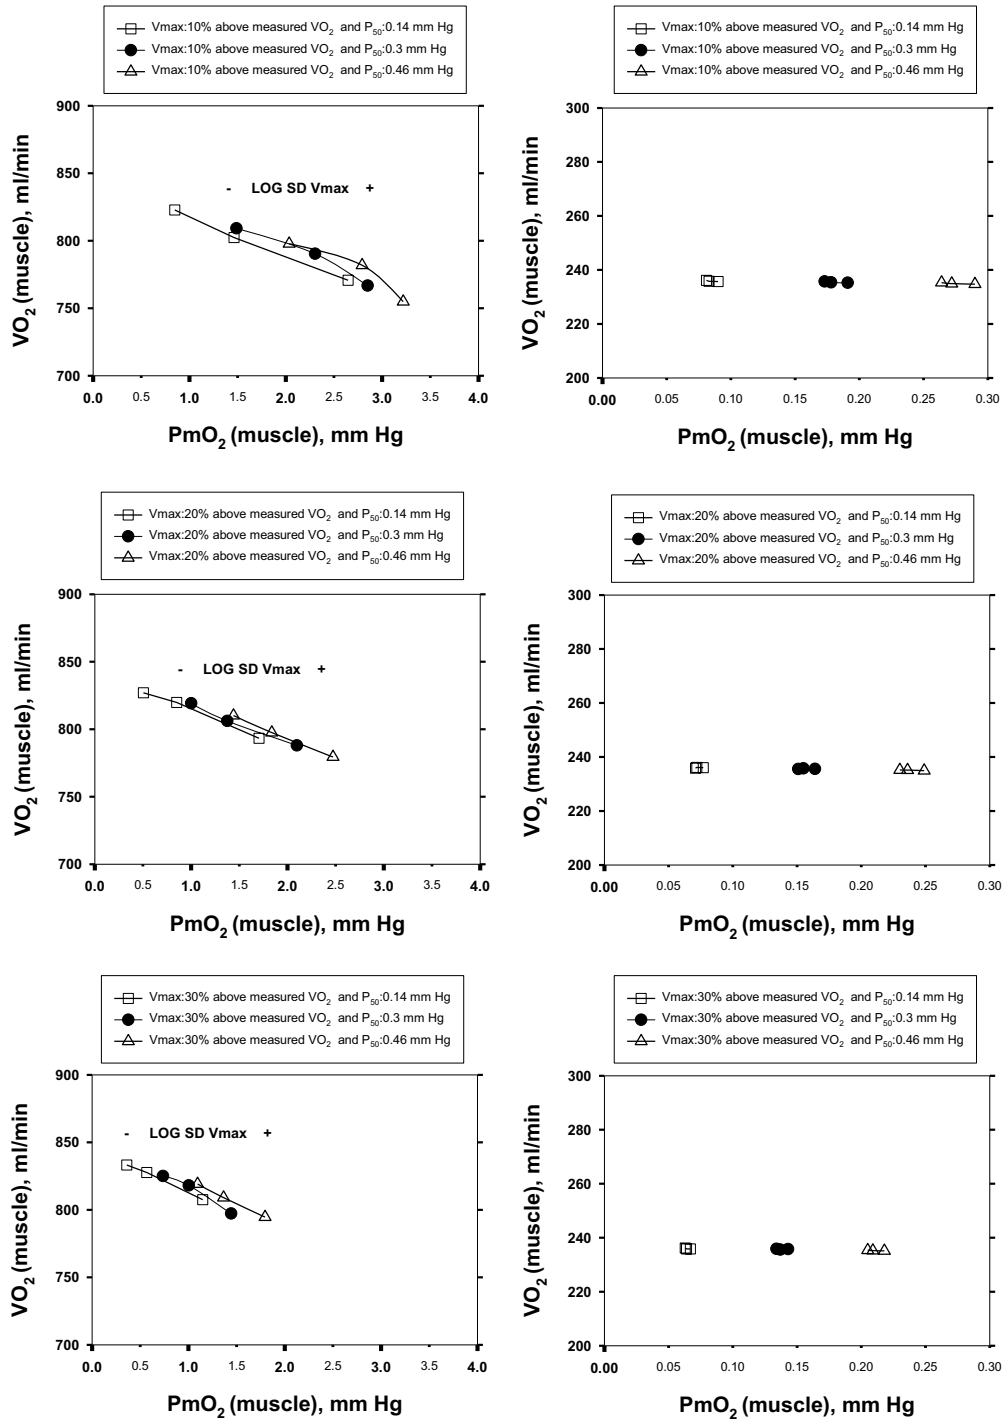 Vmax:10% above measured VO2 and P50:0.14 mm Hg
Vmax:10% above measured VO2 and P50:0.3 mm Hg
Vmax:10% above measured VO2 and P50:0.46 mm Hg
900
850
800
750
700
VO2 (muscle), ml/min
- LOG SD Vmax +
0.0 0.5 1.0 1.5 2.0 2.5 3.0 3.5 4.0
PmO2 (muscle), mm Hg
Vmax:10% above measured VO2 and P50:0.14 mm Hg
Vmax:10% above measured VO2 and P50:0.3 mm Hg
Vmax:10% above measured VO2 and P50:0.46 mm Hg
300
280
260
240
220
200
VO2 (muscle), ml/min
0.00 0.05 0.10 0.15 0.20 0.25 0.30
PmO2 (muscle), mm Hg
Vmax:20% above measured VO2 and P50:0.14 mm Hg
Vmax:20% above measured VO2 and P50:0.3 mm Hg
Vmax:20% above measured VO2 and P50:0.46 mm Hg
900
850
800
750
700
VO2 (muscle), ml/min
- LOG SD Vmax +
0.0 0.5 1.0 1.5 2.0 2.5 3.0 3.5 4.0
PmO2 (muscle), mm Hg
Vmax:20% above measured VO2 and P50:0.14 mm Hg
Vmax:20% above measured VO2 and P50:0.3 mm Hg
Vmax:20% above measured VO2 and P50:0.46 mm Hg
300
280
260
240
220
200
VO2 (muscle), ml/min
0.00 0.05 0.10 0.15 0.20 0.25 0.30
PmO2 (muscle), mm Hg
Vmax:30% above measured VO2 and P50:0.14 mm Hg
Vmax:30% above measured VO2 and P50:0.3 mm Hg
Vmax:30% above measured VO2 and P50:0.46 mm Hg
900
850
800
750
700
VO2 (muscle), ml/min
- LOG SD Vmax +
0.0 0.5 1.0 1.5 2.0 2.5 3.0 3.5 4.0
PmO2 (muscle), mm Hg
Vmax:30% above measured VO2 and P50:0.14 mm Hg
Vmax:30% above measured VO2 and P50:0.3 mm Hg
Vmax:30% above measured VO2 and P50:0.46 mm Hg
300
280
260
240
220
200
VO2 (muscle), ml/min
0.00 0.05 0.10 0.15 0.20 0.25 0.30
PmO2 (muscle), mm Hg